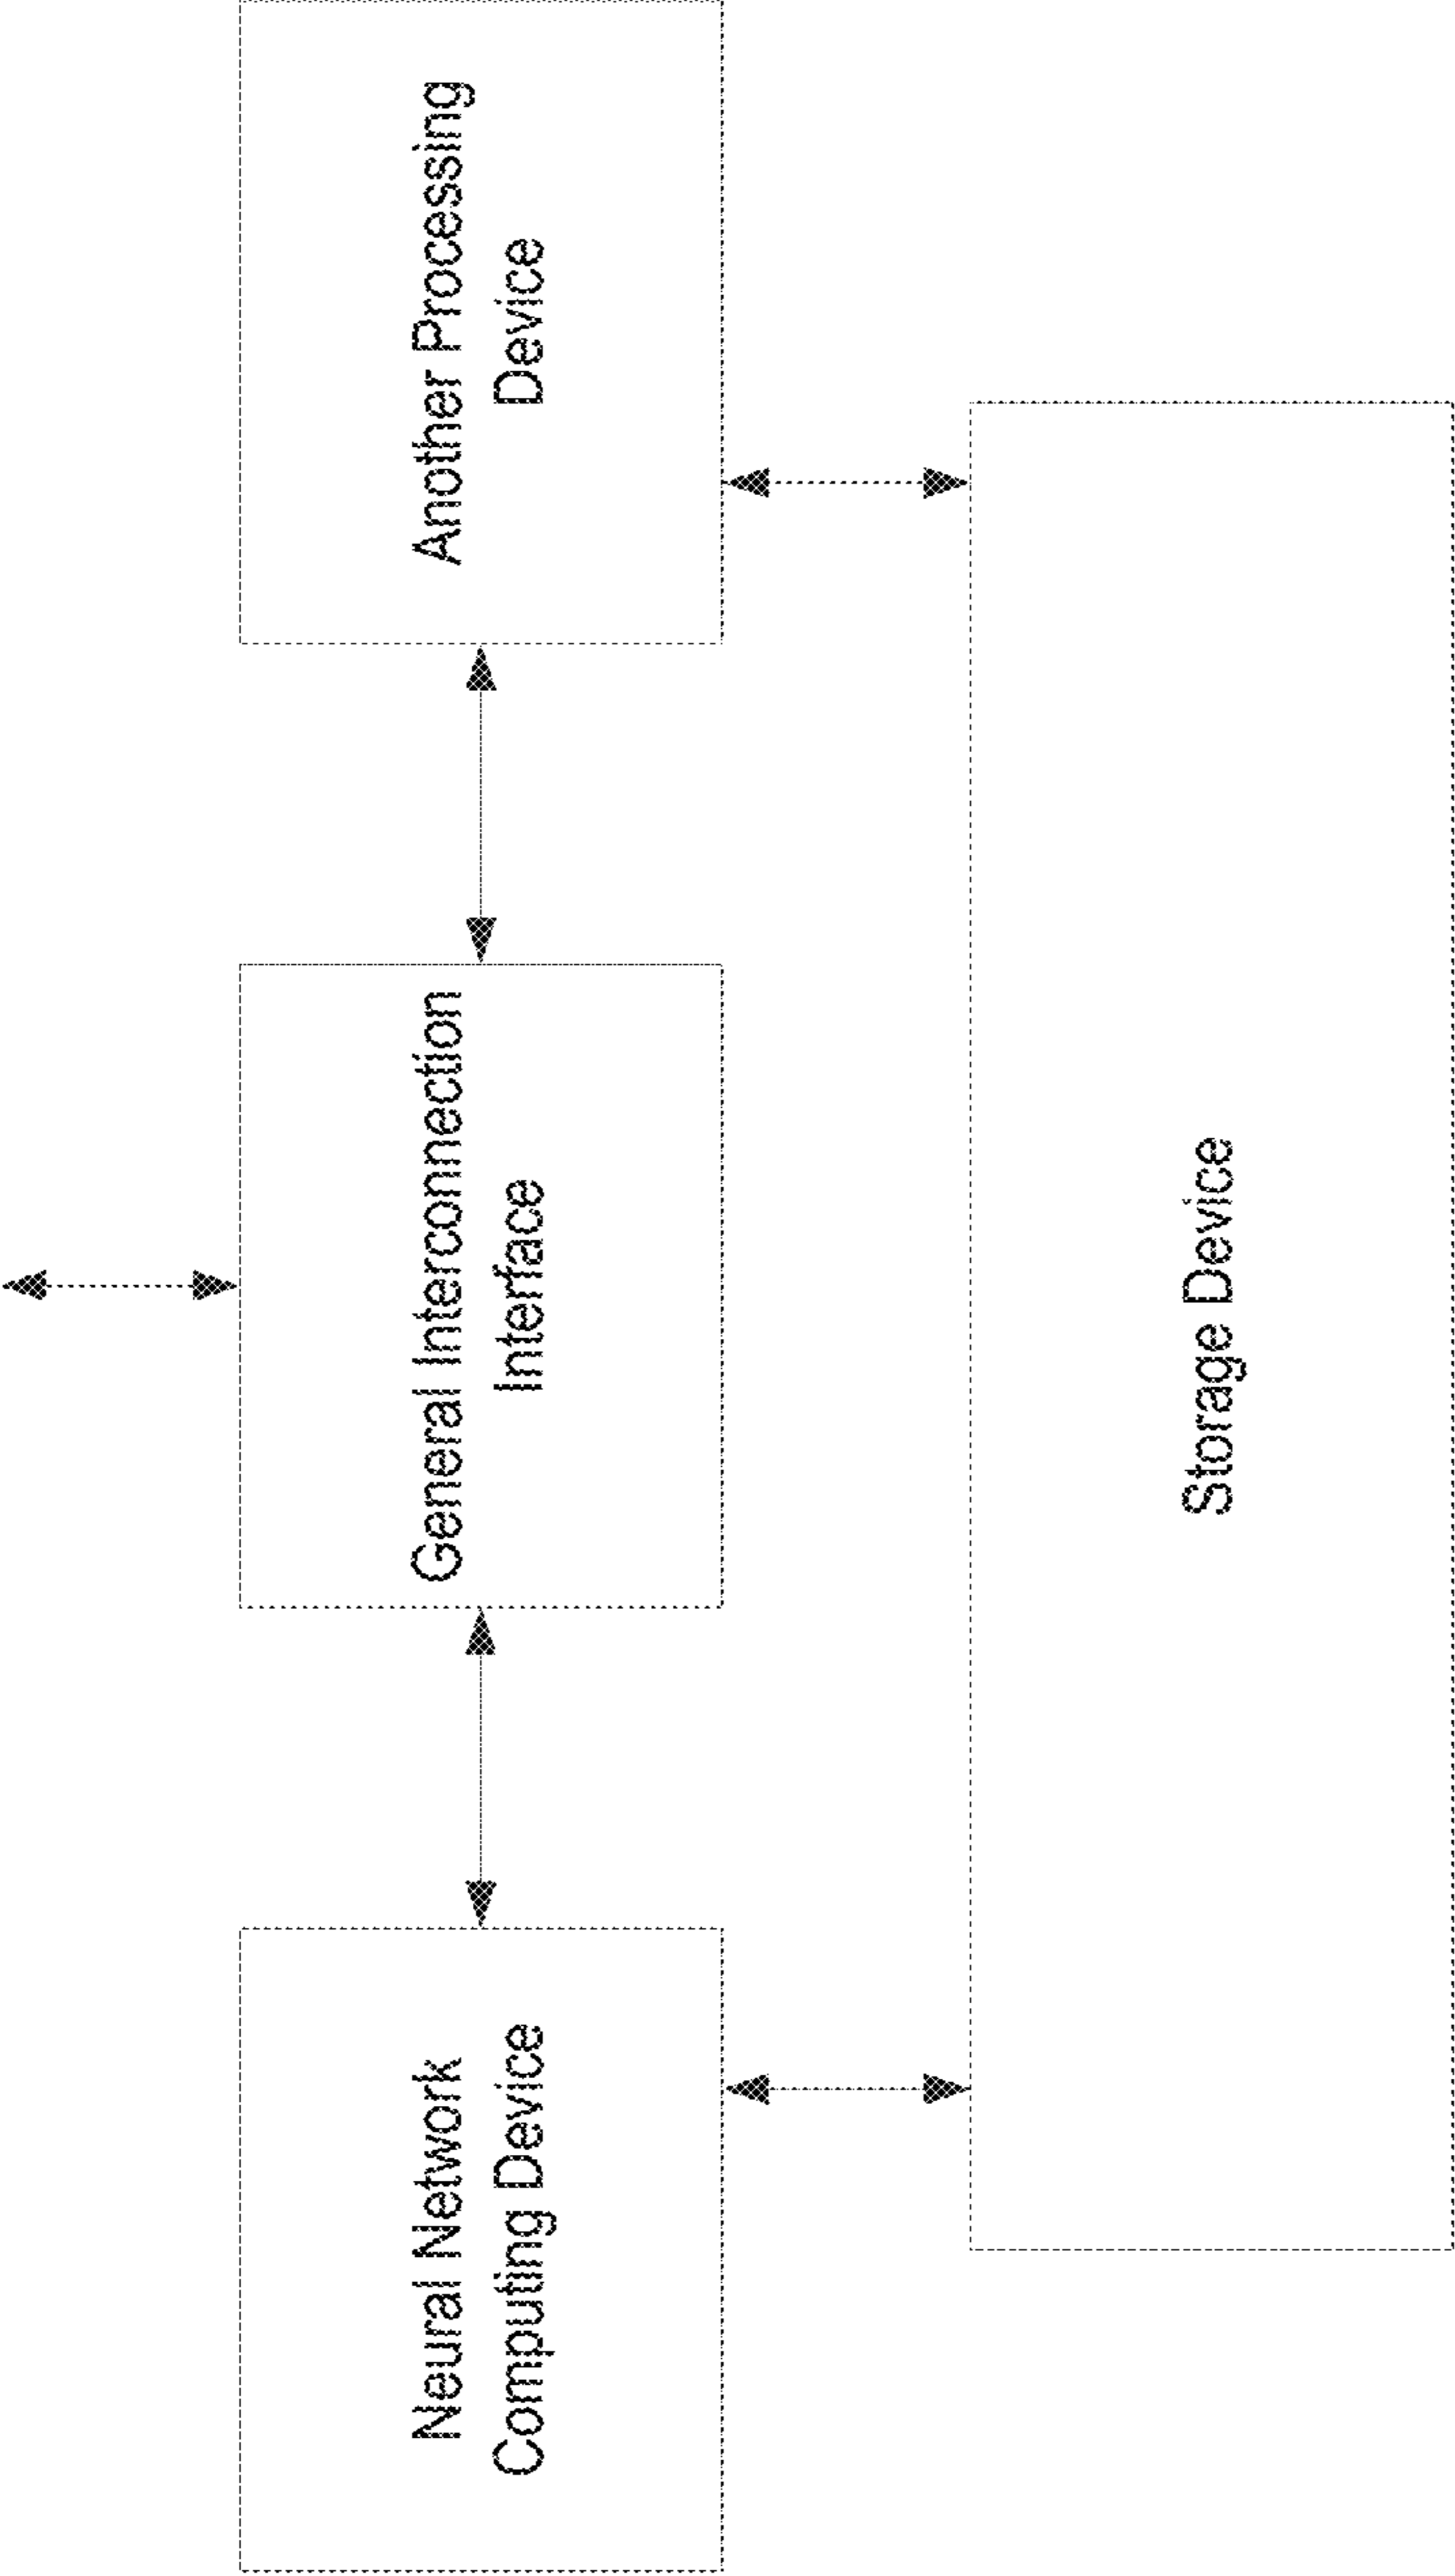 Neural Network
Computing Device
General Interconnection
Interface
Another Processing
Device
Storage Device